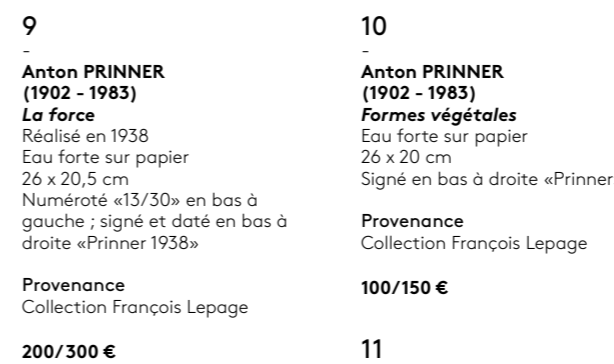 9
-
Anton PRINNER
(1902 - 1983)
La force
Réalisé en 1938
Eau forte sur papier
26 x 20,5 cm
Numéroté «13/30» en bas à
gauche ; signé et daté en bas à
droite «Prinner 1938»
Provenance
Collection François Lepage
200/300 €
10
-
Anton PRINNER
(1902 - 1983)
Formes végétales
Eau forte sur papier
26 x 20 cm
Signé en bas à droite «Prinner
Provenance
Collection François Lepage
100/150 €
11